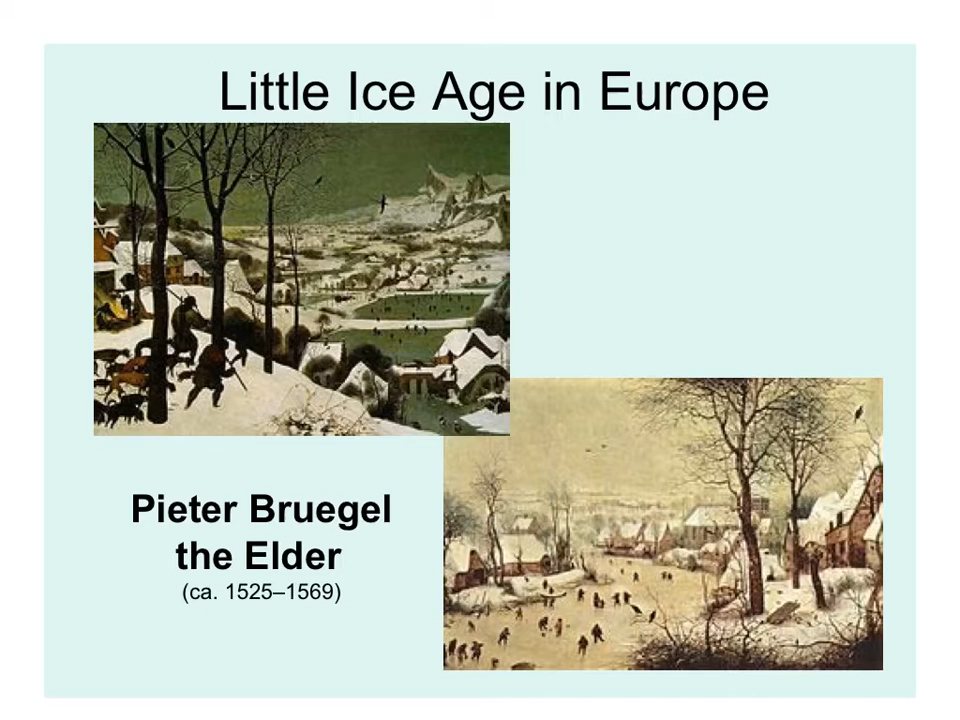 Little Ice Age in Europe
Pieter Bruegel
the Elder
(ca. 1525–1569)